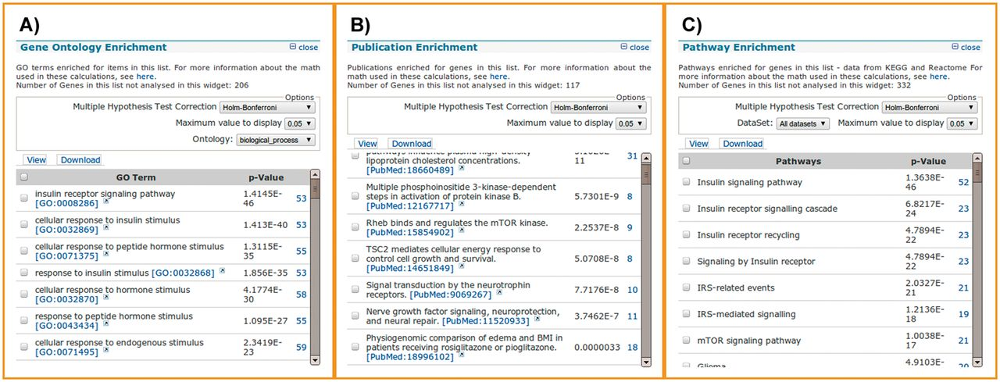 A)
Gene Ontology Enrichment
close
GO terms enriched for items in this list. For more information about the math
used in these calculations, see here.
Number of Genes in this list not analysed in this widget: 206
Options
Multiple Hypothesis Test Correction Holm-Bonferroni
Maximum value to display 0.05
Ontology: biological_process
View Download
GO Term p-Value
insulin receptor signaling pathway
[GO:0008286]
1.4145E-
46
53
cellular response to insulin stimulus
[GO:0032869]
1.413E-40 53
cellular response to peptide hormone stimulus
[GO:0071375]
1.3115E-
35
55
response to insulin stimulus [GO:0032868] 1.856E-35 53
cellular response to hormone stimulus
[GO:0032870]
4.1774E-
30
58
response to peptide hormone stimulus
[GO:0043434]
1.095E-27 55
cellular response to endogenous stimulus
[GO:0071495]
2.3419E-
23
59
B)
Publication Enrichment
close
Publications enriched for genes in this list. For more information about the
math used in these calculations, see here.
Number of Genes in this list not analysed in this widget: 117
Options
Multiple Hypothesis Test Correction Holm-Bonferroni
Maximum value to display 0.05
View Download
lipoprotein cholesterol concentrations.
[PubMed:18660489]
11
31
Multiple phosphoinositide 3-kinase-dependent
steps in activation of protein kinase B.
[PubMed:12167717]
5.7301E-9 8
Rheb binds and regulates the mTOR kinase.
[PubMed:15854902]
2.2537E-8 9
TSC2 mediates cellular energy response to
control cell growth and survival.
[PubMed:14651849]
5.0708E-8 8
Signal transduction by the neurotrophin
receptors. [PubMed:9069267]
7.7176E-8 10
Nerve growth factor signaling, neuroprotection,
and neural repair. [PubMed:11520933]
3.7462E-7 11
Physiogenomic comparison of edema and BMI in
patients receiving rosiglitazone or pioglitazone.
[PubMed:18996102]
0.0000033 18
C)
Pathway Enrichment
close
Pathways enriched for genes in this list - data from KEGG and Reactome For
more information about the math used in these calculations, see here.
Number of Genes in this list not analysed in this widget: 332
Options
Multiple Hypothesis Test Correction Holm-Bonferroni
DataSet: All datasets Maximum value to display 0.05
View Download
Pathways p-Value
Insulin signaling pathway
1.3638E-
46
52
Insulin receptor signalling cascade
6.8217E-
24
23
Insulin receptor recycling
4.7894E-
22
23
Signaling by Insulin receptor
4.7894E-
22
23
IRS-related events
2.0327E-
21
21
IRS-mediated signalling
1.2136E-
18
19
mTOR signaling pathway
1.0038E-
17
21
Glioma
4.9103E-
20